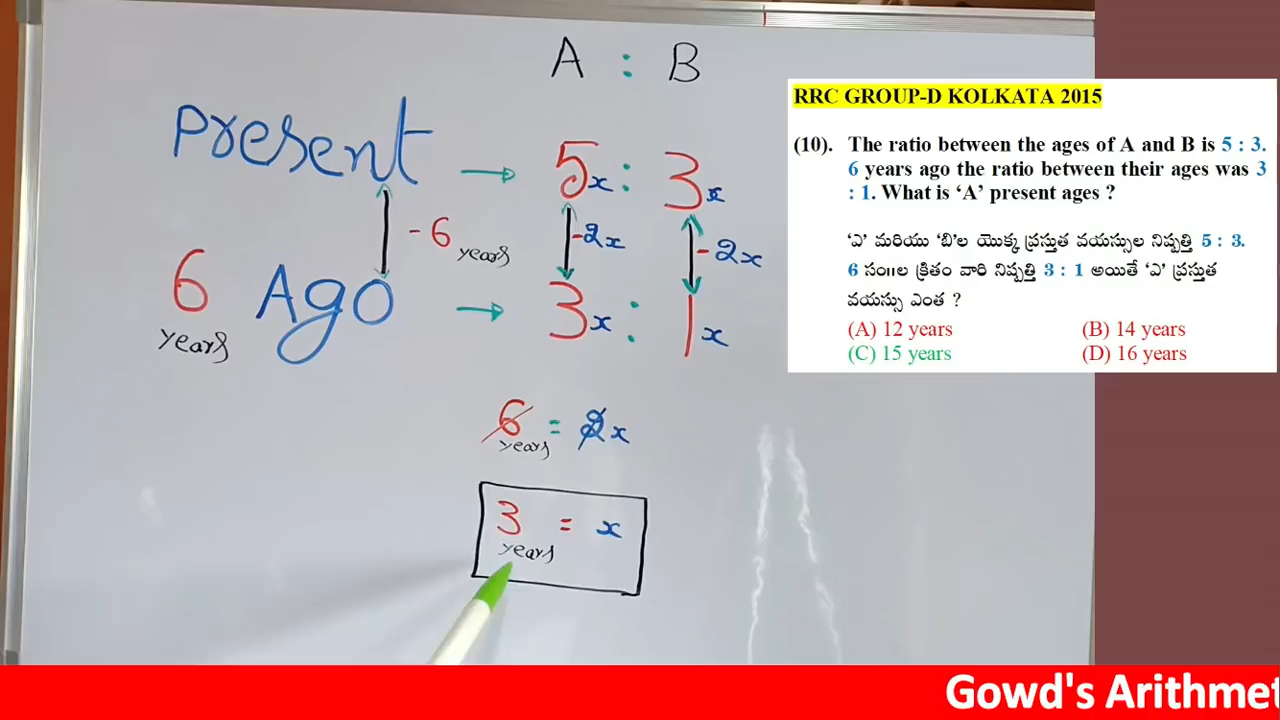 A : B
Present → 5x : 3x
-6 years
-2x
-2x
6 years Ago → 3x : 1x
6 years = 2x
3 years = x
RRC GROUP-D KOLKATA 2015
(10). The ratio between the ages of A and B is 5 : 3.
6 years ago the ratio between their ages was 3
: 1. What is ‘A’ present ages ?
‘ఎ’ మరియు ‘బి’ల యొక్క ప్రస్తుత వయస్సుల నిష్పత్తి 5 : 3.
6 సం॥ల క్రితం వారి నిష్పత్తి 3 : 1 అయితే ‘ఎ’ ప్రస్తుత
వయస్సు ఎంత ?
(A) 12 years (B) 14 years
(C) 15 years (D) 16 years
Gowd's Arithmet